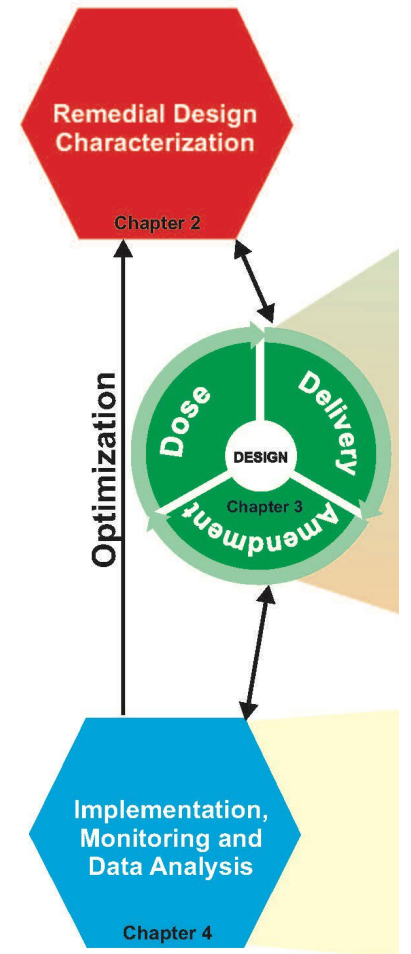 Remedial Design
Characterization
Chapter 2
Optimization
Dose
Delivery
DESIGN
Chapter 3
Amendment
Implementation,
Monitoring and
Data Analysis
Chapter 4